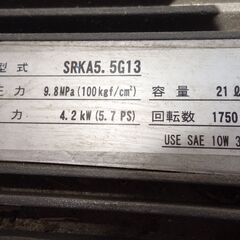 型式 SRKA5.5G13
圧力 9.8MPa(100kgf/cm²) 容量 21ℓ
力 4.2kW(5.7PS) 回転数 1750
USE SAE 10W 3